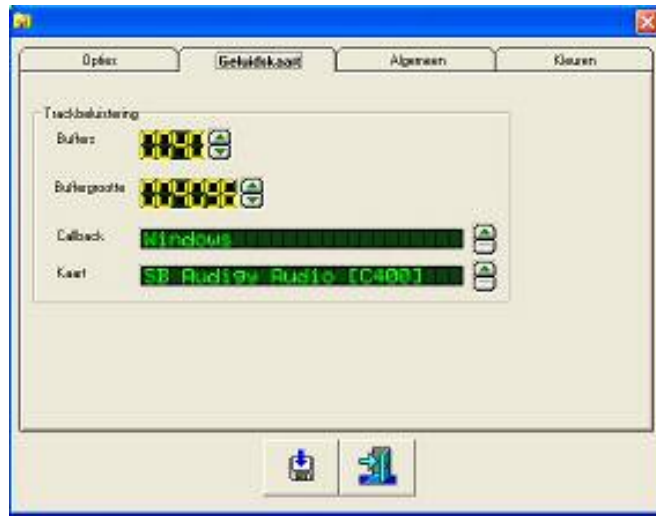 Opties Geluidskaart Algemeen Kleuren
Trackbeluistering
Buffers
Buffergrootte
Callback Windows
Kaart SB Audigy Audio [C400]